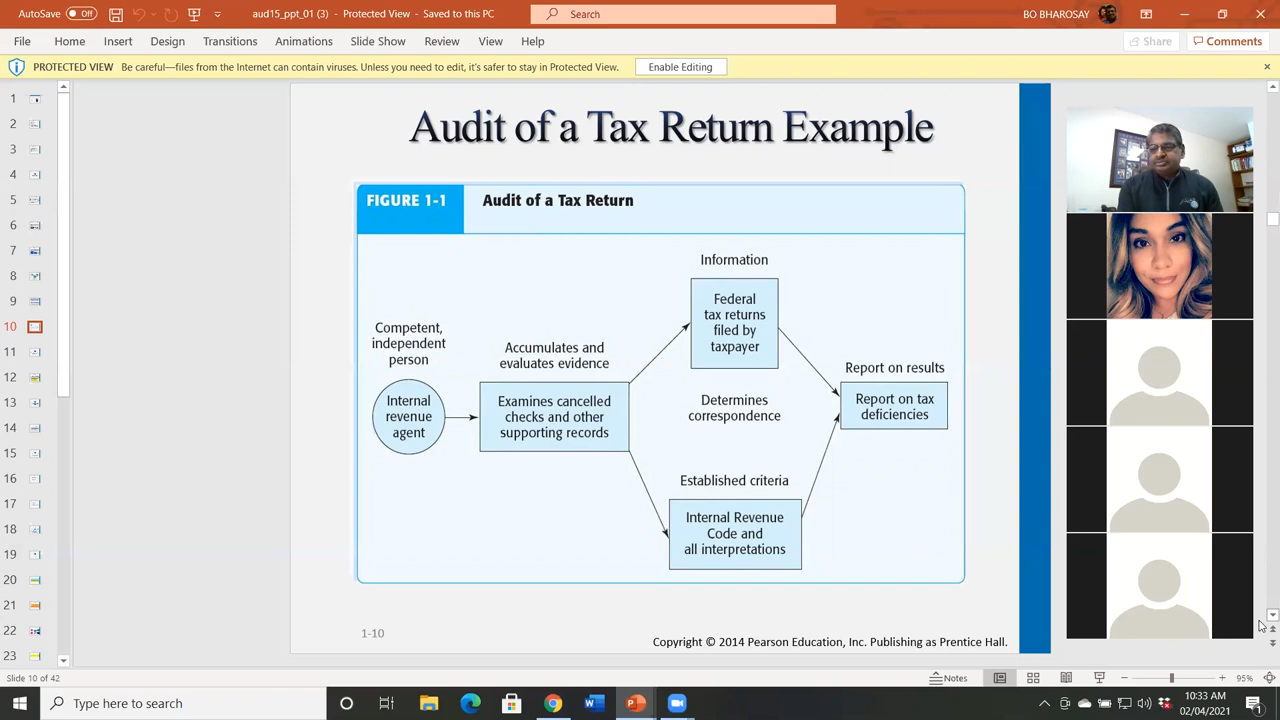 AutoSave Off
aud15_ppt_01 (3) - Protected View - Saved to this PC
Search
BO BHAROSAY
File Home Insert Design Transitions Animations Slide Show Review View Help
Share
Comments
PROTECTED VIEW Be careful—files from the Internet can contain viruses. Unless you need to edit, it's safer to stay in Protected View.
Enable Editing
1
2
3
4
5
6
7
8
9
10
11
12
13
14
15
16
17
18
19
20
21
22
23
Audit of a Tax Return Example
FIGURE 1-1
Audit of a Tax Return
Competent,
independent
person
Internal
revenue
agent
Accumulates and
evaluates evidence
Examines cancelled
checks and other
supporting records
Information
Federal
tax returns
filed by
taxpayer
Determines
correspondence
Established criteria
Internal Revenue
Code and
all interpretations
Report on results
Report on tax
deficiencies
1-10
Copyright © 2014 Pearson Education, Inc. Publishing as Prentice Hall.
Slide 10 of 42
Notes
95%
Type here to search
10:33 AM
02/04/2021
1